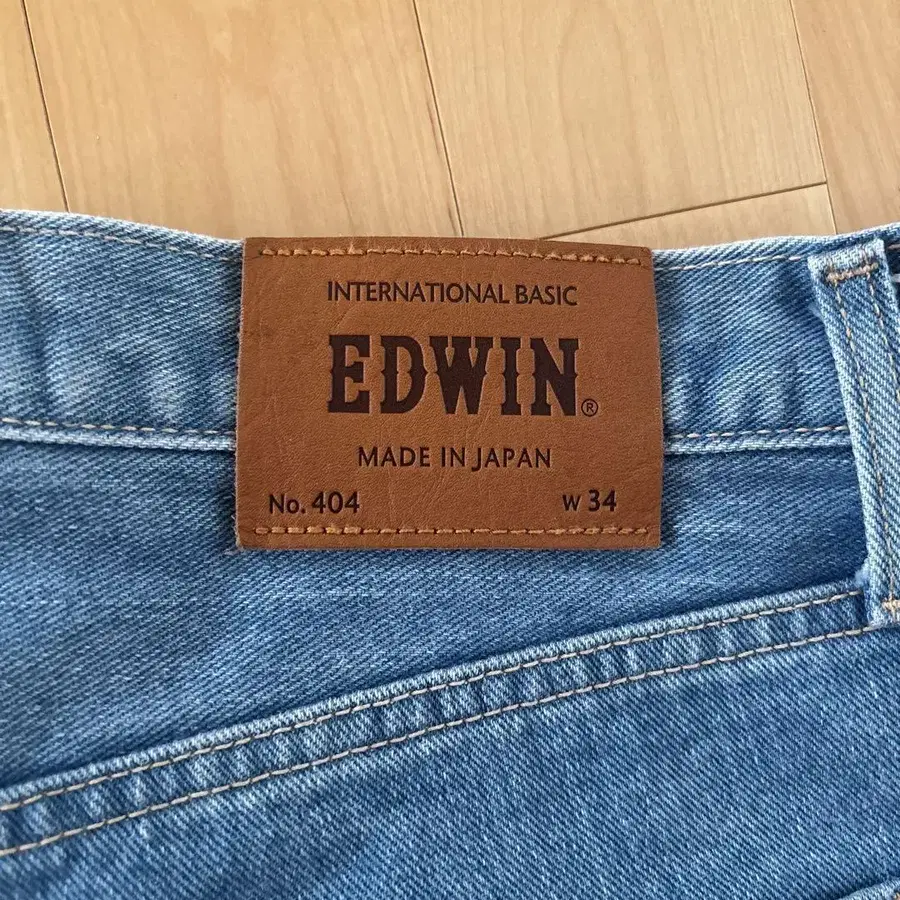 INTERNATIONAL BASIC
EDWIN®
MADE IN JAPAN
No. 404 W 34